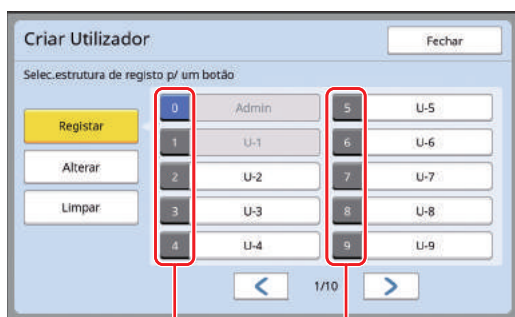 Criar Utilizador
Fechar
Selec.estrutura de registo p/ um botão
Registar
Alterar
Limpar
0 Admin 5 U-5
1 U-1 6 U-6
2 U-2 7 U-7
3 U-3 8 U-8
4 U-4 9 U-9
< 1/10 >